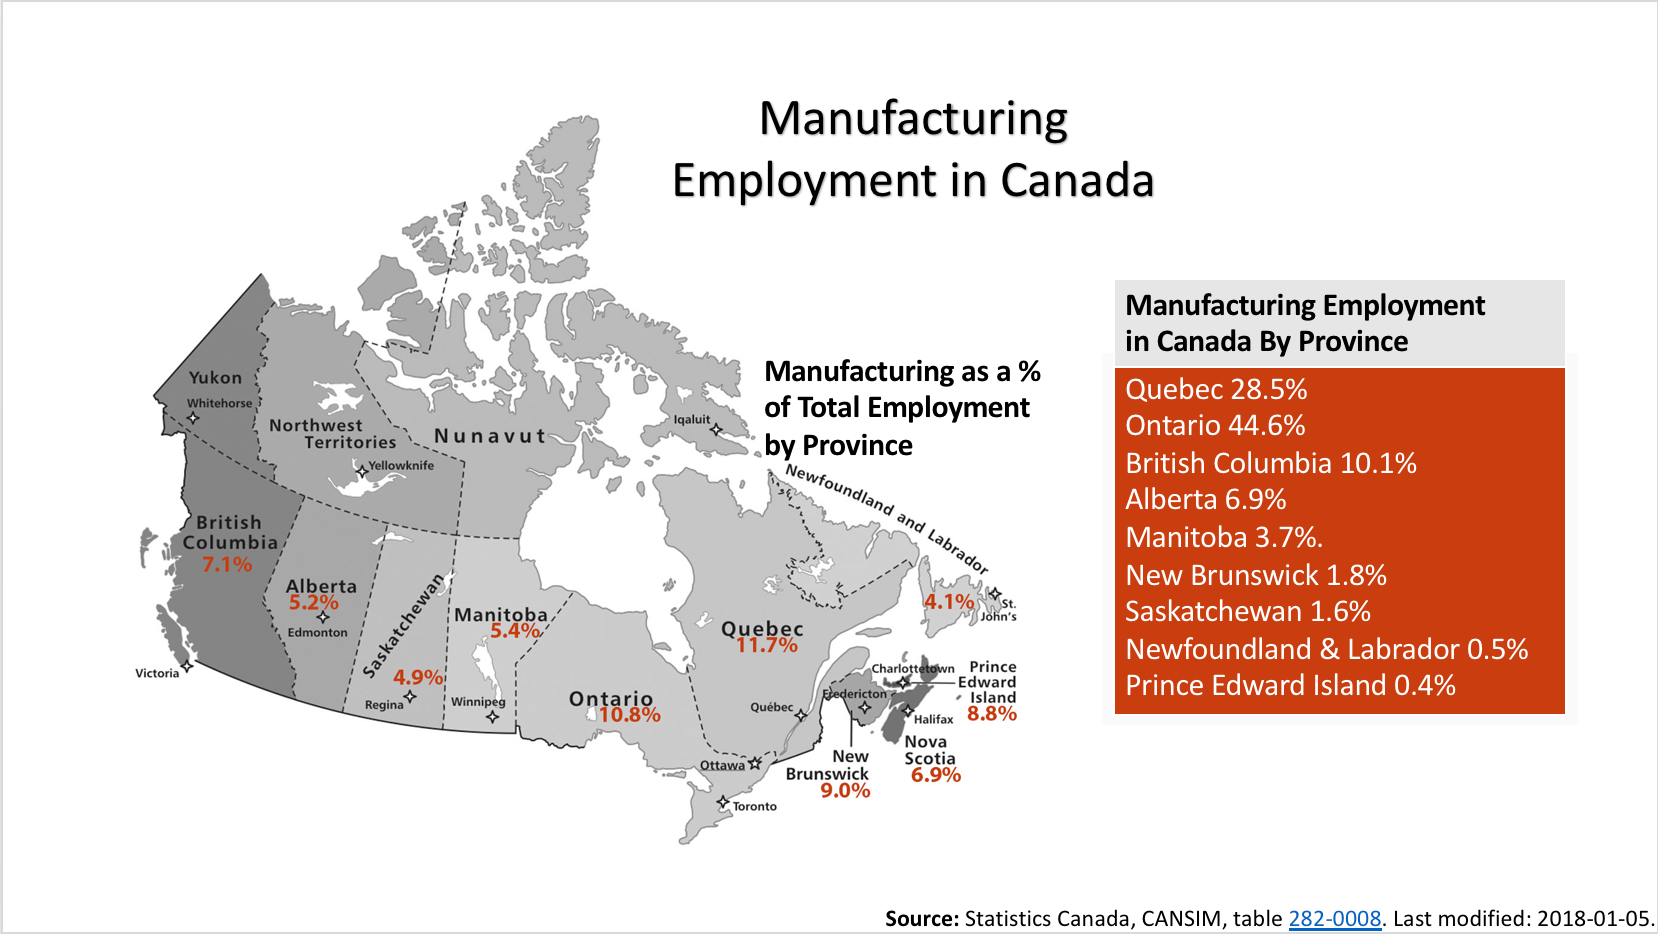 Manufacturing
Employment in Canada
Manufacturing Employment
in Canada By Province
Quebec 28.5%
Ontario 44.6%
British Columbia 10.1%
Alberta 6.9%
Manitoba 3.7%.
New Brunswick 1.8%
Saskatchewan 1.6%
Newfoundland & Labrador 0.5%
Prince Edward Island 0.4%
Manufacturing as a %
of Total Employment
by Province
Yukon
Whitehorse
Northwest
Territories
Yellowknife
Nunavut
Iqaluit
Newfoundland and Labrador
4.1%
St.
John's
British
Columbia
7.1%
Victoria
Alberta
5.2%
Edmonton
Saskatchewan
4.9%
Regina
Manitoba
5.4%
Winnipeg
Ontario
10.8%
Ottawa
Toronto
Quebec
11.7%
Québec
Charlottetown
Prince
Edward
Island
8.8%
Fredericton
Halifax
Nova
Scotia
6.9%
New
Brunswick
9.0%
Source: Statistics Canada, CANSIM, table 282-0008. Last modified: 2018-01-05.